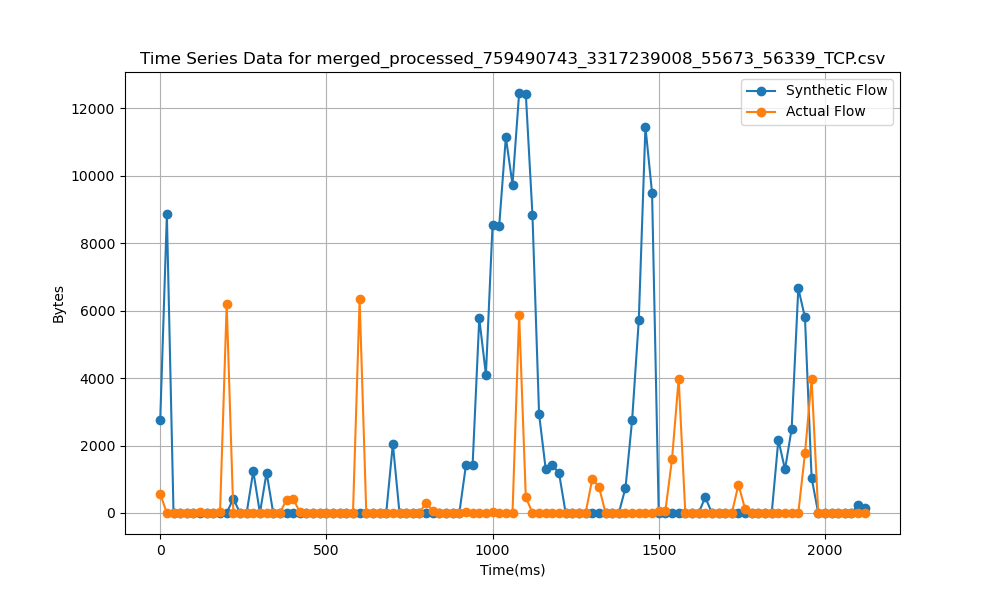 Time Series Data for merged_processed_759490743_3317239008_55673_56339_TCP.csv
Synthetic Flow
Actual Flow
Bytes
12000
10000
8000
6000
4000
2000
0
0 500 1000 1500 2000
Time(ms)